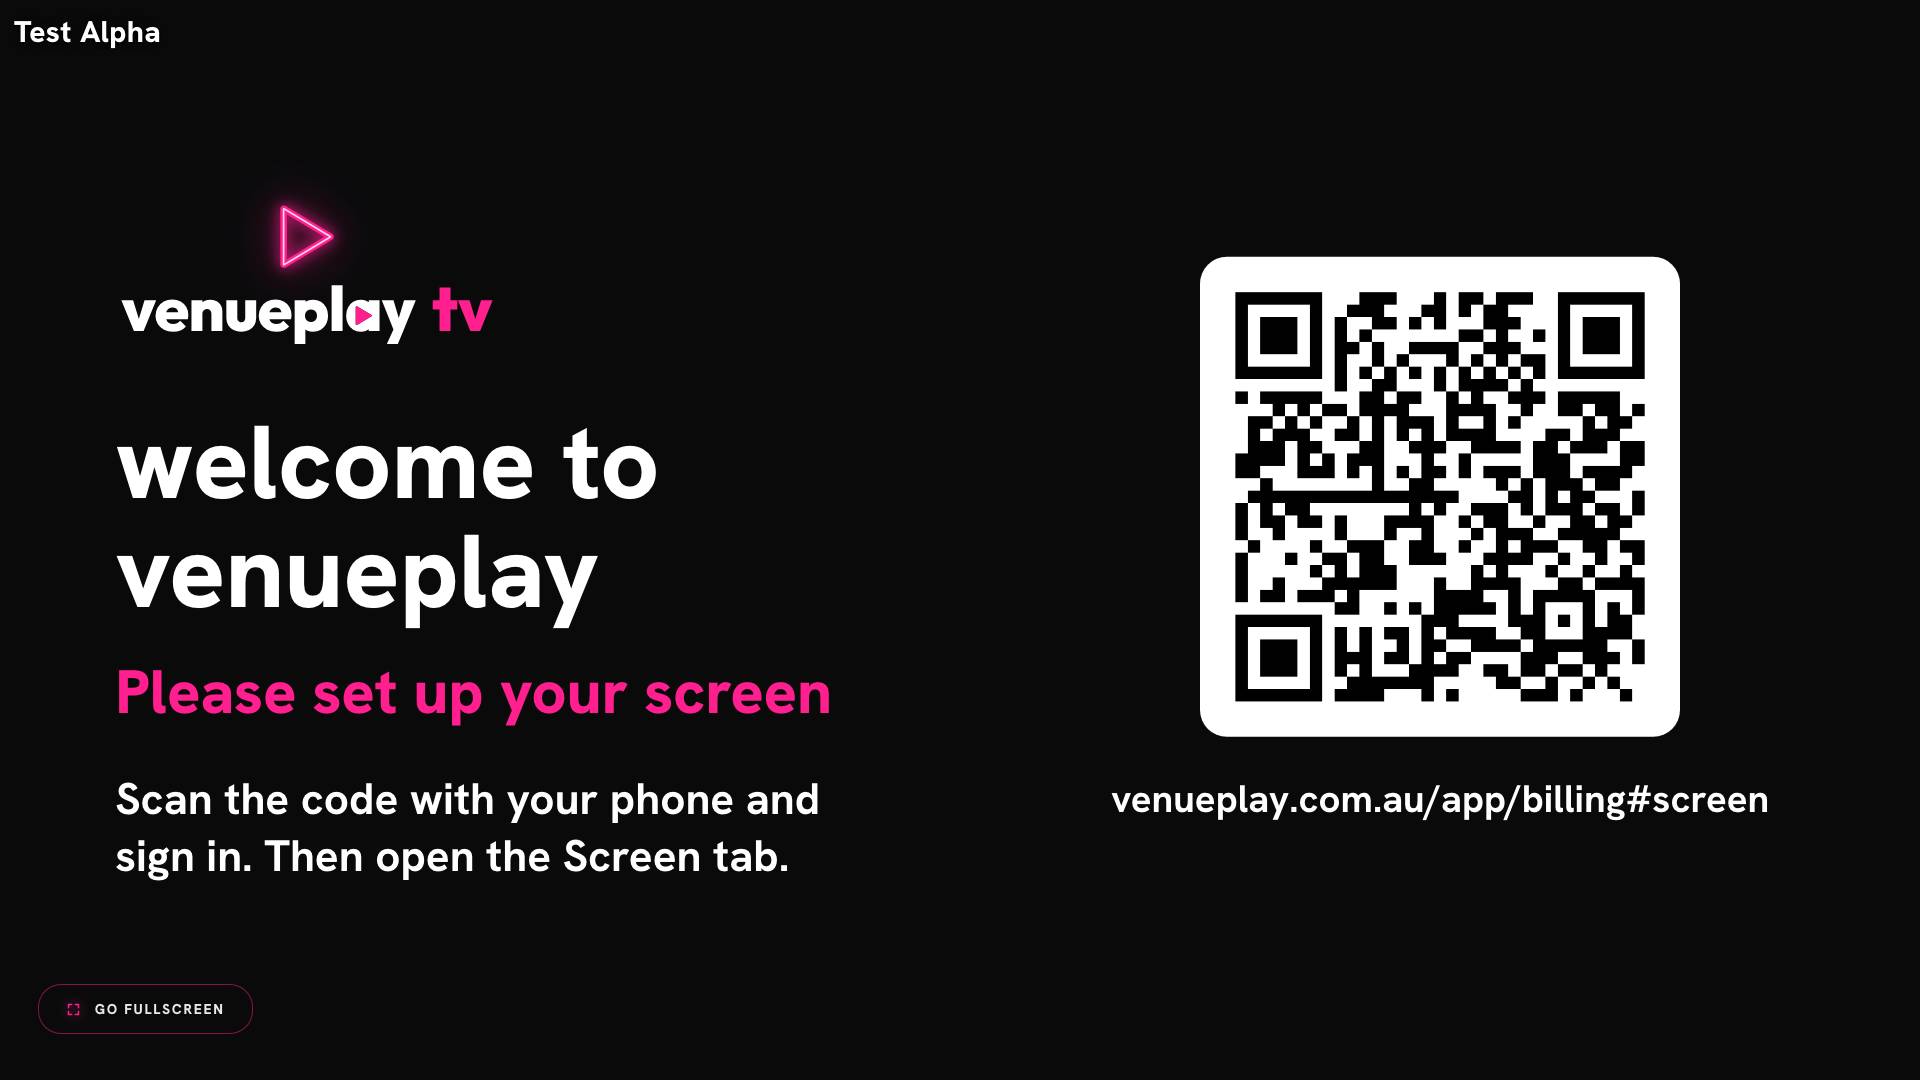 Test Alpha
venueplay tv
welcome to
venueplay
Please set up your screen
Scan the code with your phone and
sign in. Then open the Screen tab.
venueplay.com.au/app/billing#screen
GO FULLSCREEN